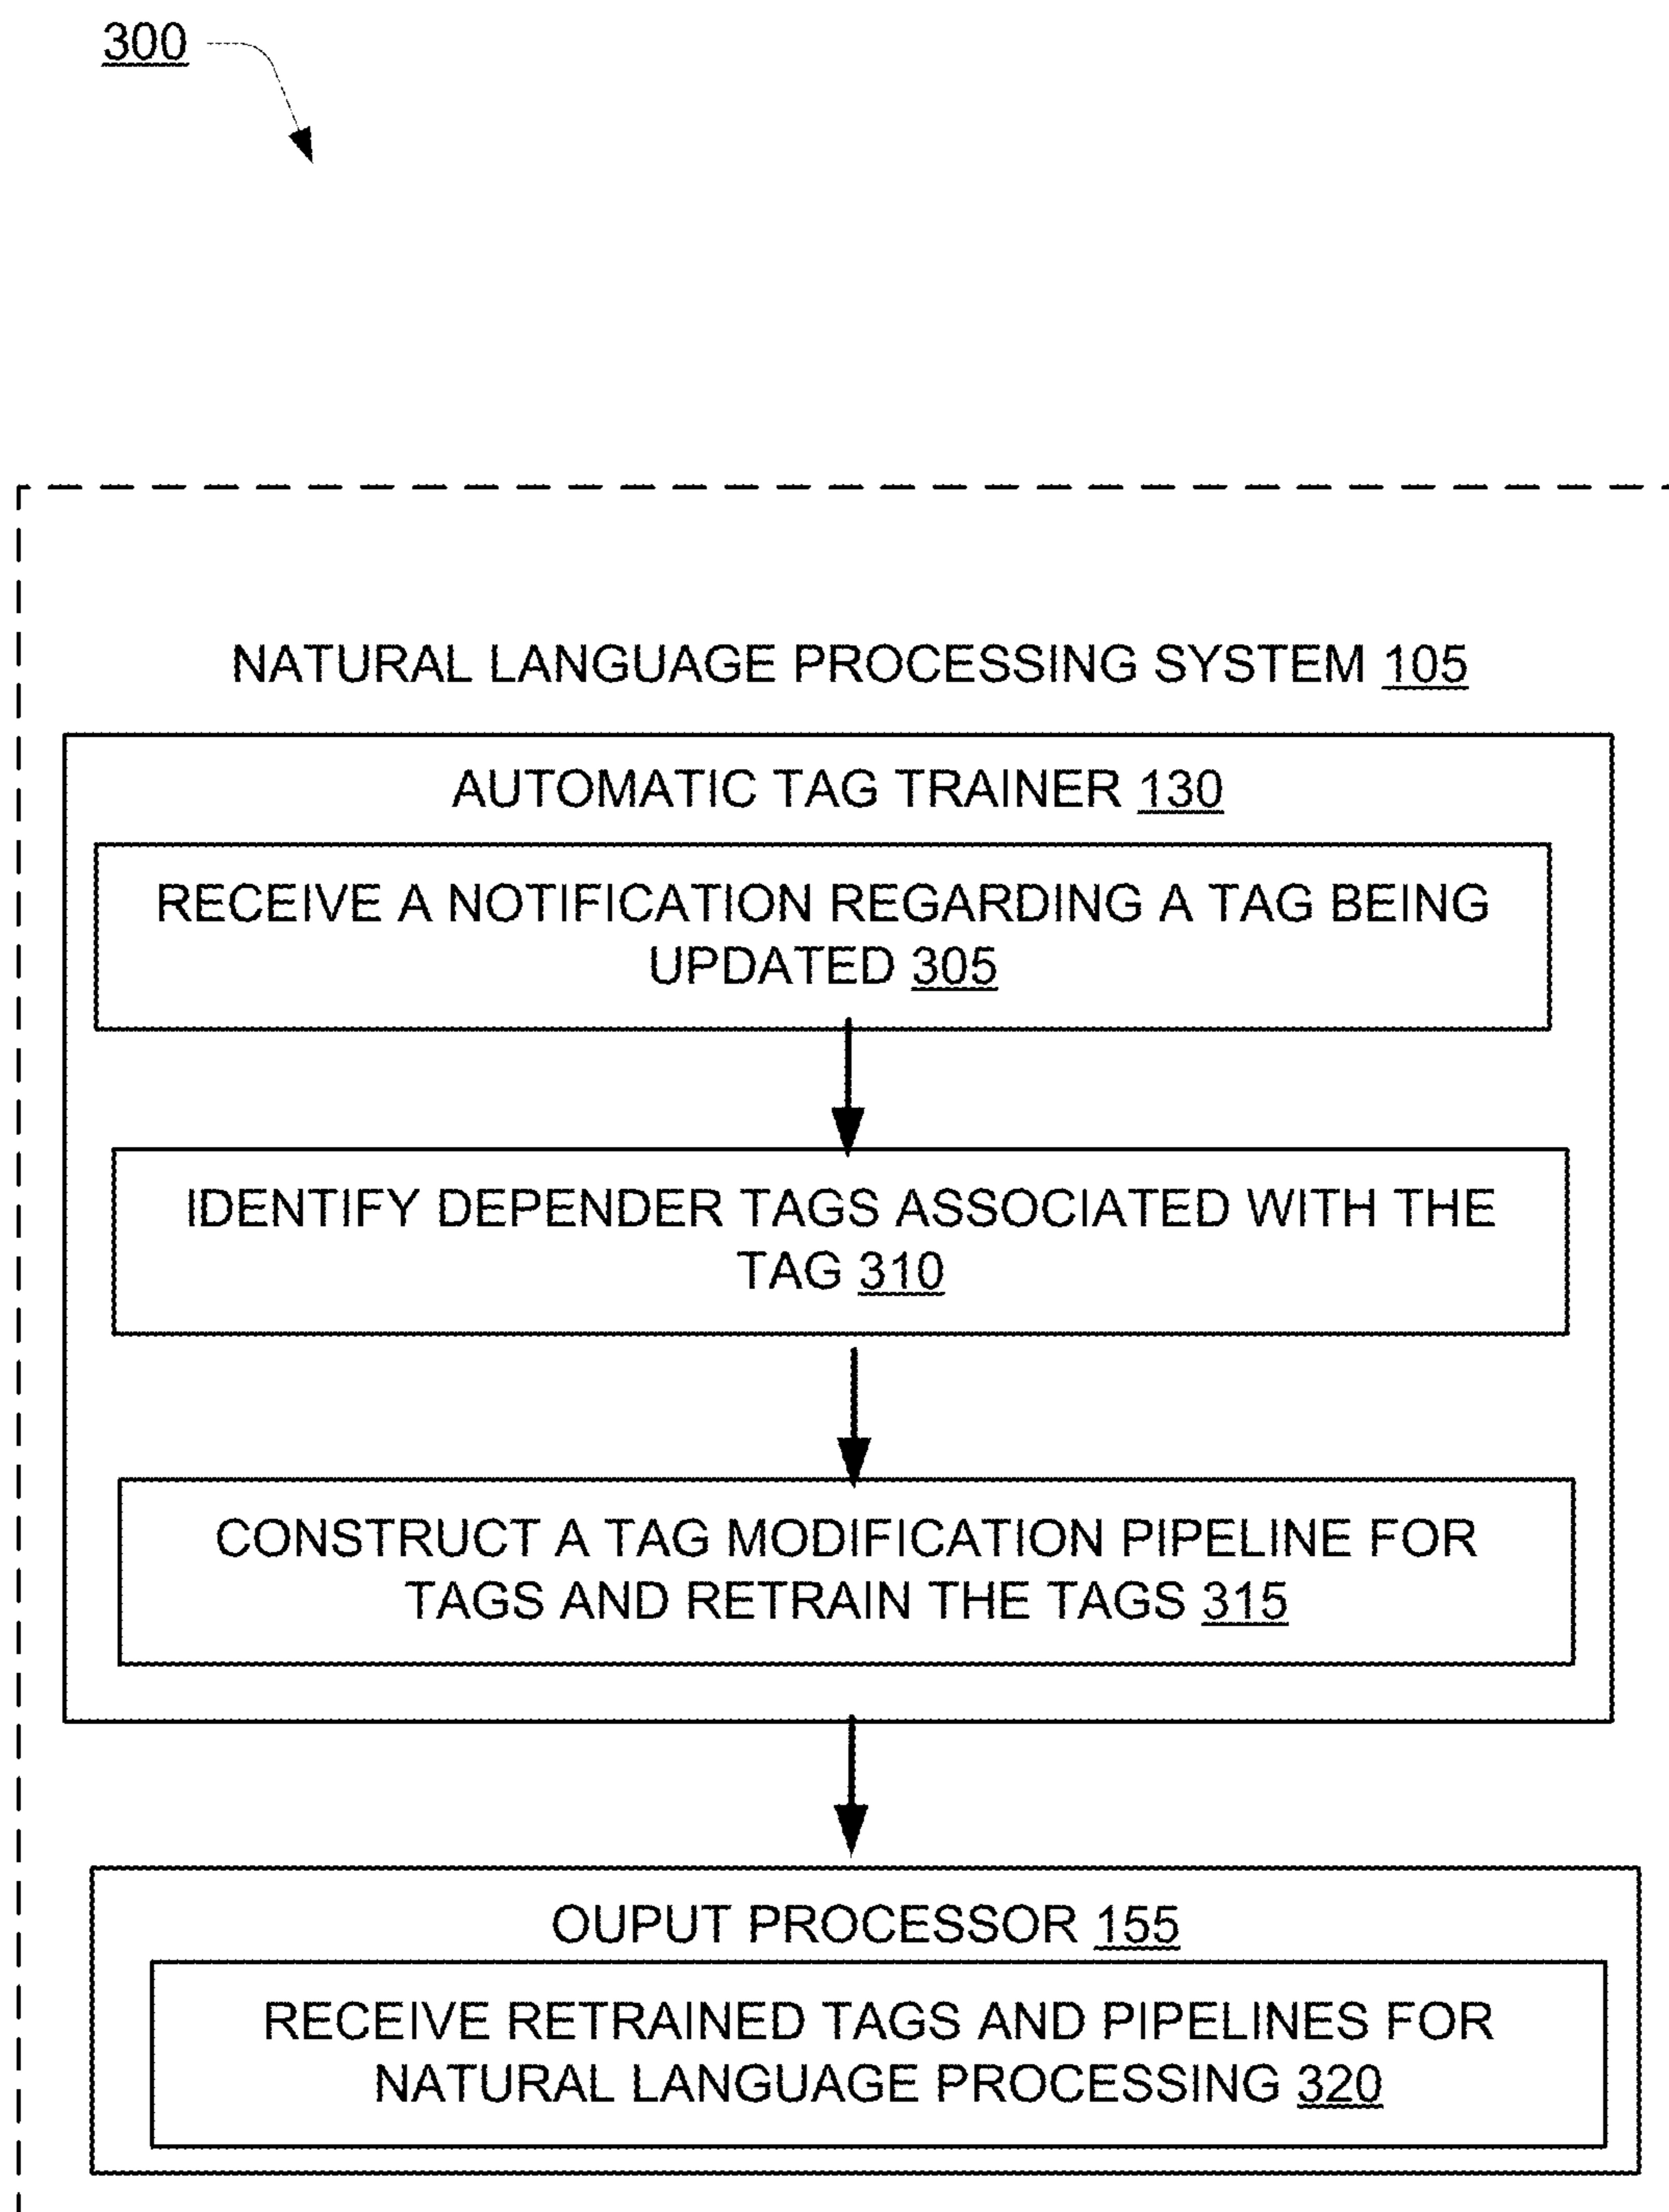 300
NATURAL LANGUAGE PROCESSING SYSTEM 105
AUTOMATIC TAG TRAINER 130
RECEIVE A NOTIFICATION REGARDING A TAG BEING
UPDATED 305
IDENTIFY DEPENDER TAGS ASSOCIATED WITH THE
TAG 310
CONSTRUCT A TAG MODIFICATION PIPELINE FOR
TAGS AND RETRAIN THE TAGS 315
OUPUT PROCESSOR 155
RECEIVE RETRAINED TAGS AND PIPELINES FOR
NATURAL LANGUAGE PROCESSING 320